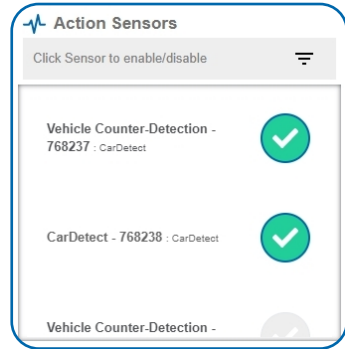 Action Sensors
Click Sensor to enable/disable
Vehicle Counter-Detection -
768237 : CarDetect
CarDetect - 768238 : CarDetect
Vehicle Counter-Detection -